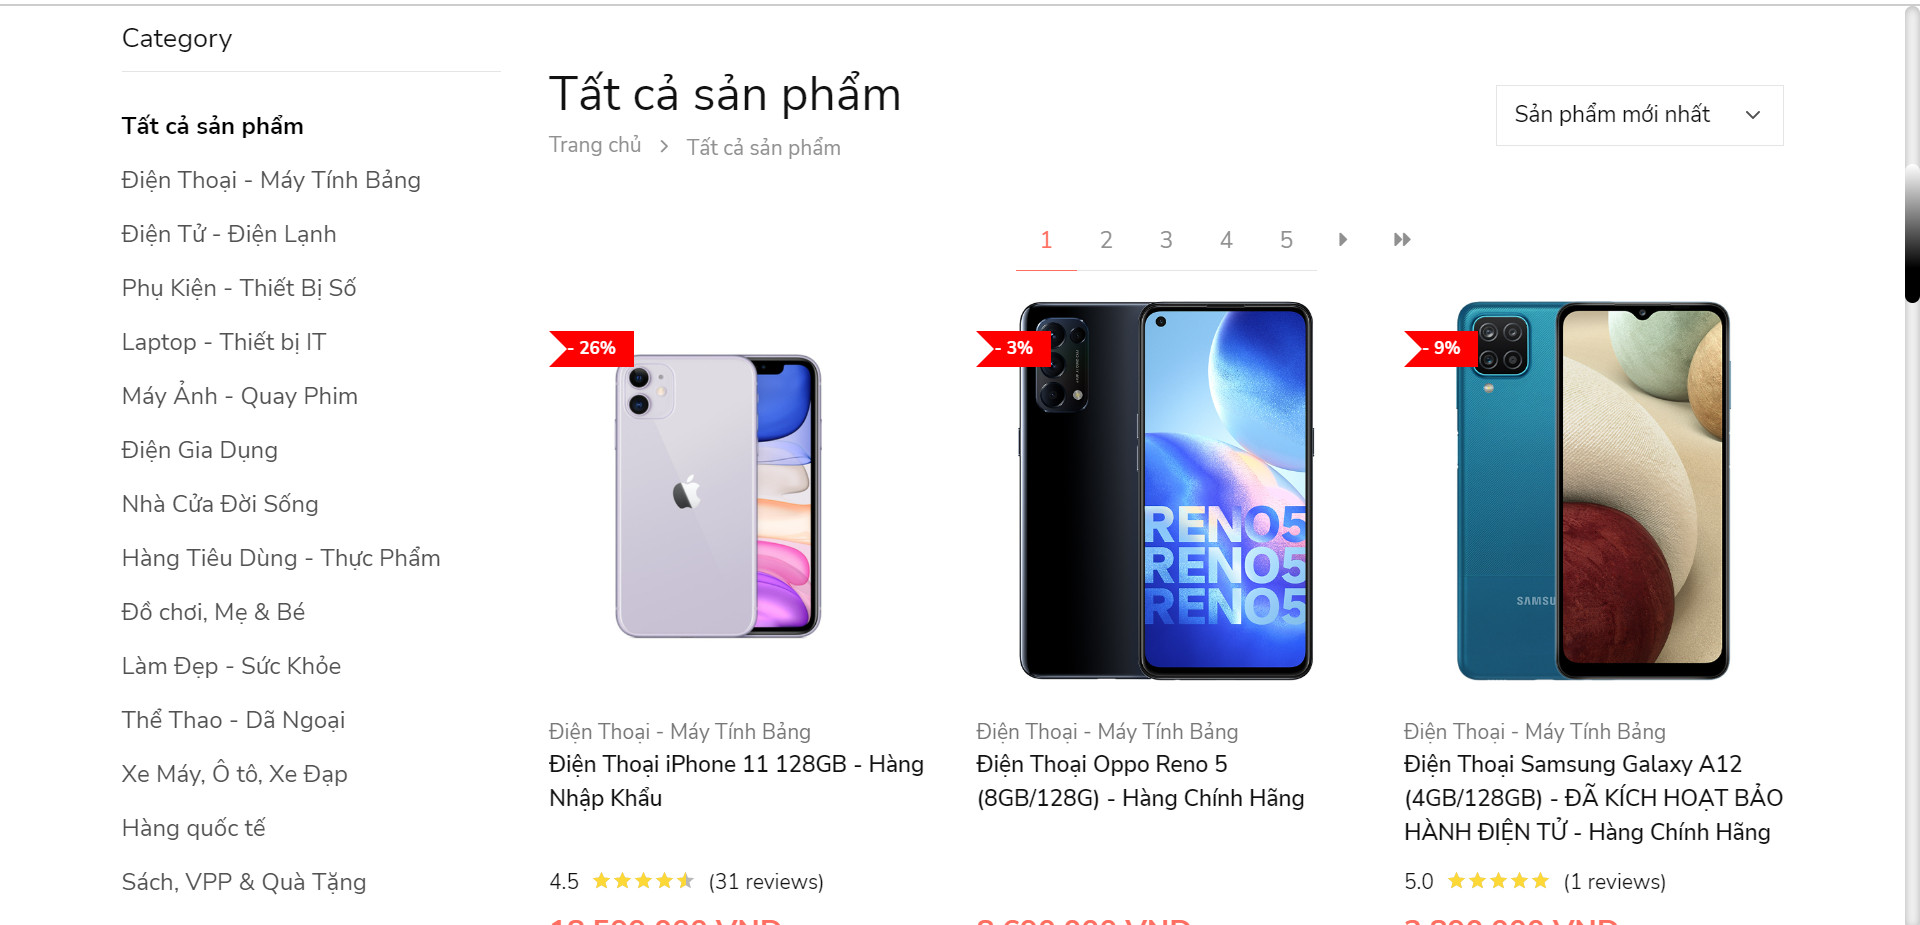 Category
Tất cả sản phẩm
Điện Thoại - Máy Tính Bảng
Điện Tử - Điện Lạnh
Phụ Kiện - Thiết Bị Số
Laptop - Thiết bị IT
Máy Ảnh - Quay Phim
Điện Gia Dụng
Nhà Cửa Đời Sống
Hàng Tiêu Dùng - Thực Phẩm
Đồ chơi, Mẹ & Bé
Làm Đẹp - Sức Khỏe
Thể Thao - Dã Ngoại
Xe Máy, Ô tô, Xe Đạp
Hàng quốc tế
Sách, VPP & Quà Tặng
Tất cả sản phẩm
Trang chủ > Tất cả sản phẩm
Sản phẩm mới nhất
1 2 3 4 5
- 26%
Điện Thoại - Máy Tính Bảng
Điện Thoại iPhone 11 128GB - Hàng
Nhập Khẩu
4.5 (31 reviews)
- 3%
RENO5
RENO5
RENO5
Điện Thoại - Máy Tính Bảng
Điện Thoại Oppo Reno 5
(8GB/128G) - Hàng Chính Hãng
- 9%
SAMSU
Điện Thoại - Máy Tính Bảng
Điện Thoại Samsung Galaxy A12
(4GB/128GB) - ĐÃ KÍCH HOẠT BẢO
HÀNH ĐIỆN TỬ - Hàng Chính Hãng
5.0 (1 reviews)